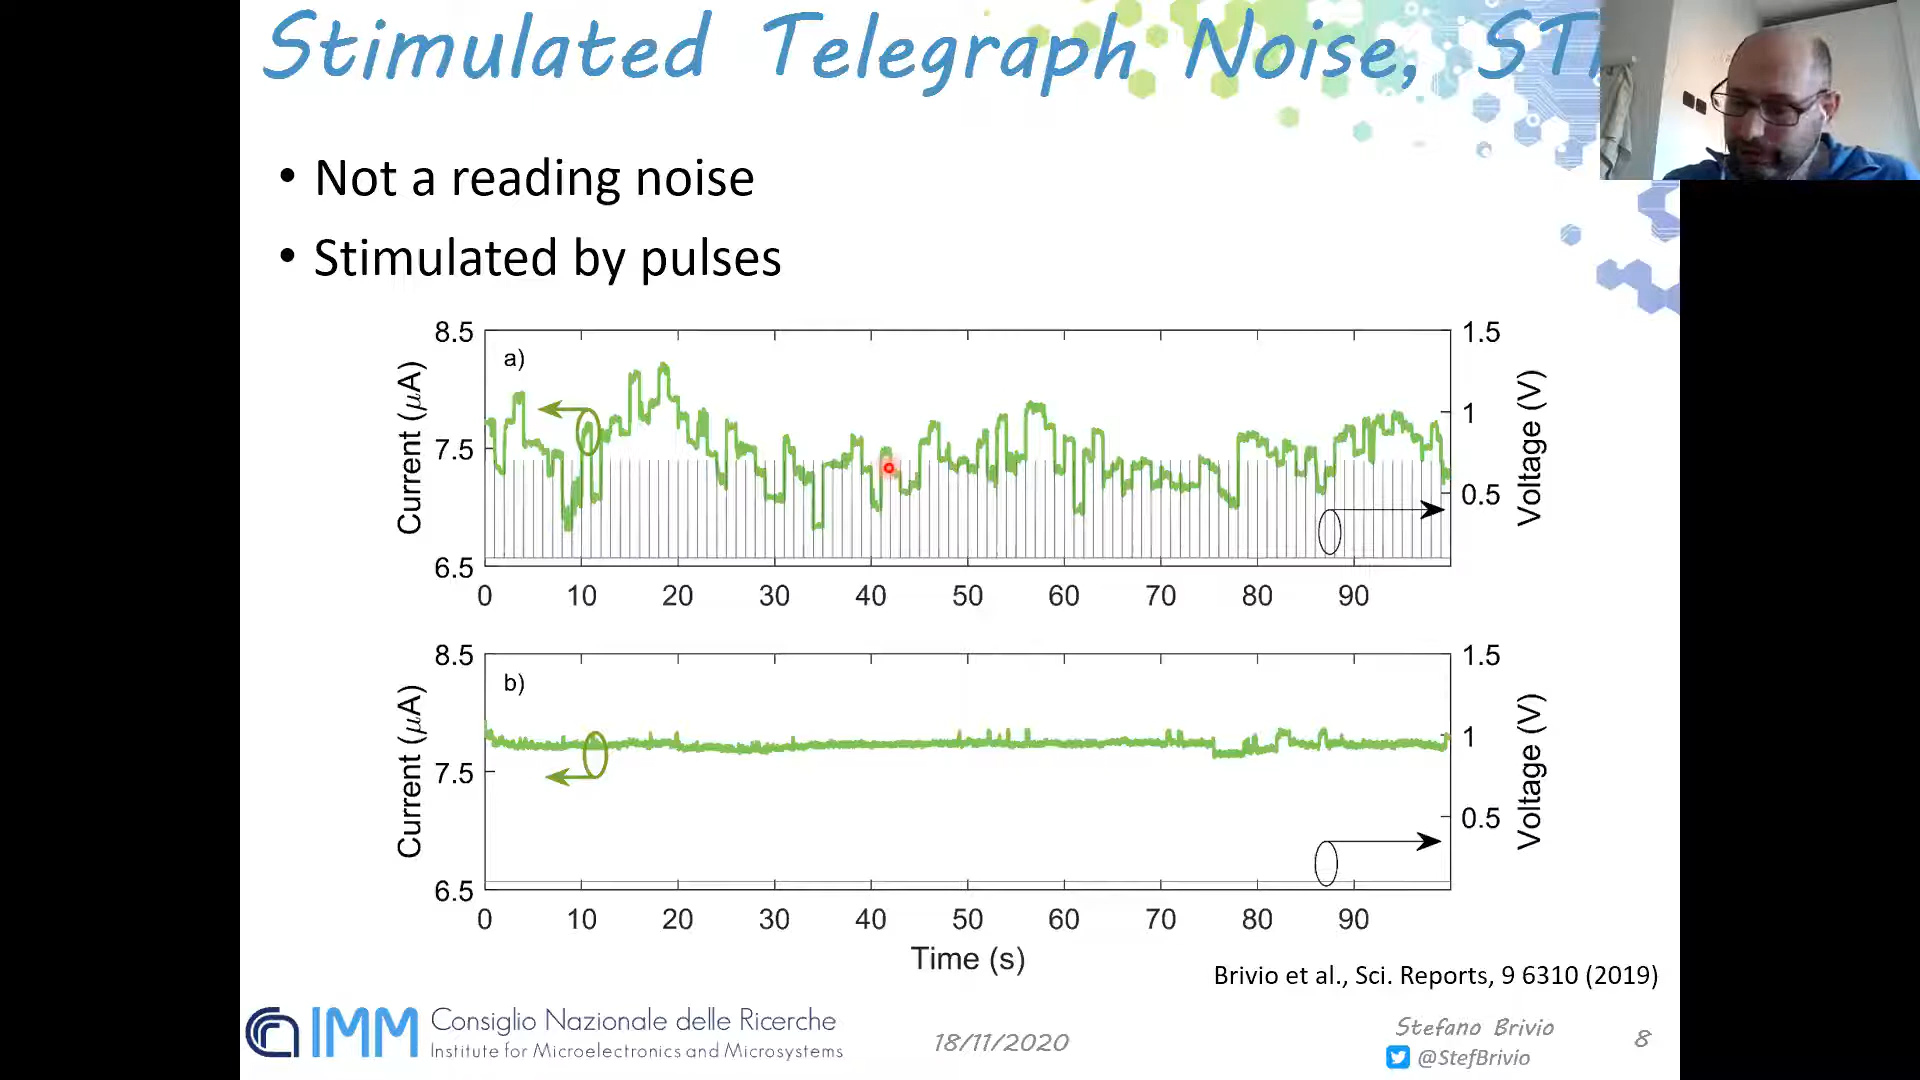 Stimulated Telegraph Noise, ST
• Not a reading noise
• Stimulated by pulses
8.5
7.5
6.5
Current (μA)
a)
1.5
1
0.5
Voltage (V)
0 10 20 30 40 50 60 70 80 90
8.5
7.5
6.5
Current (μA)
b)
1.5
1
0.5
Voltage (V)
0 10 20 30 40 50 60 70 80 90
Time (s)
Brivio et al., Sci. Reports, 9 6310 (2019)
IMM
Consiglio Nazionale delle Ricerche
Institute for Microelectronics and Microsystems
18/11/2020
Stefano Brivio
@StefBrivio
8